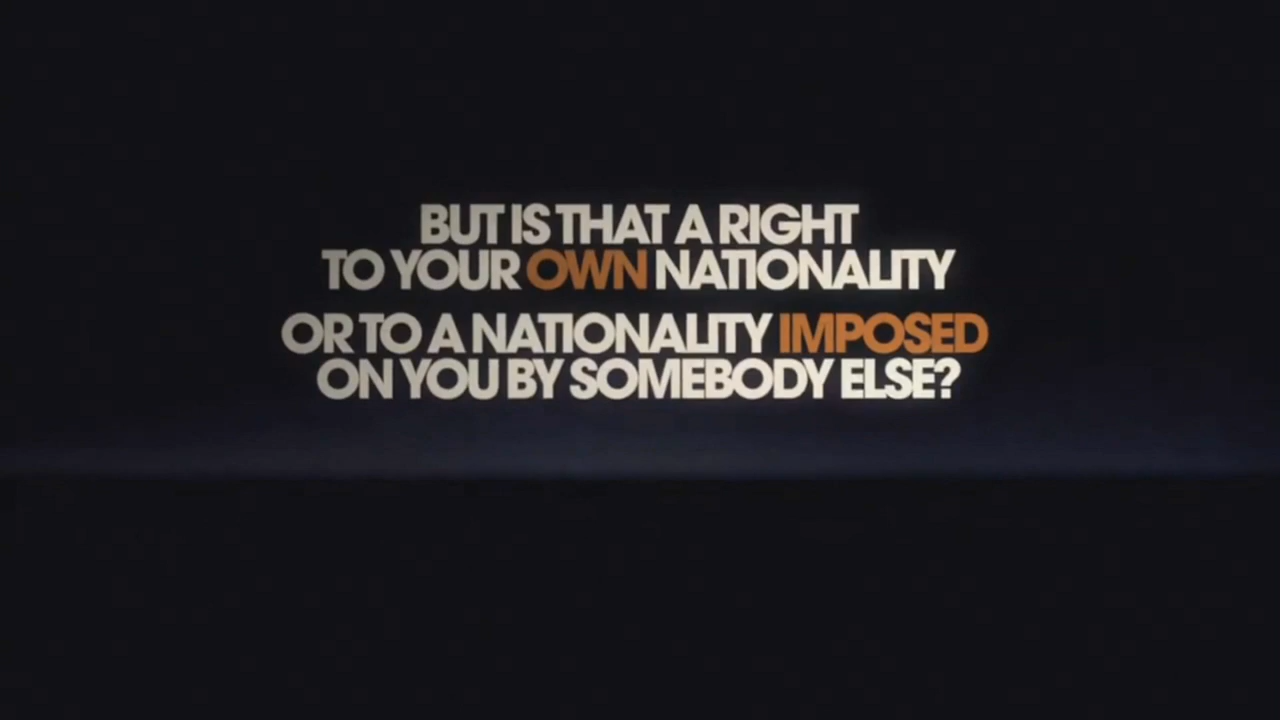 BUT IS THAT A RIGHT
TO YOUR OWN NATIONALITY
OR TO A NATIONALITY IMPOSED
ON YOU BY SOMEBODY ELSE?